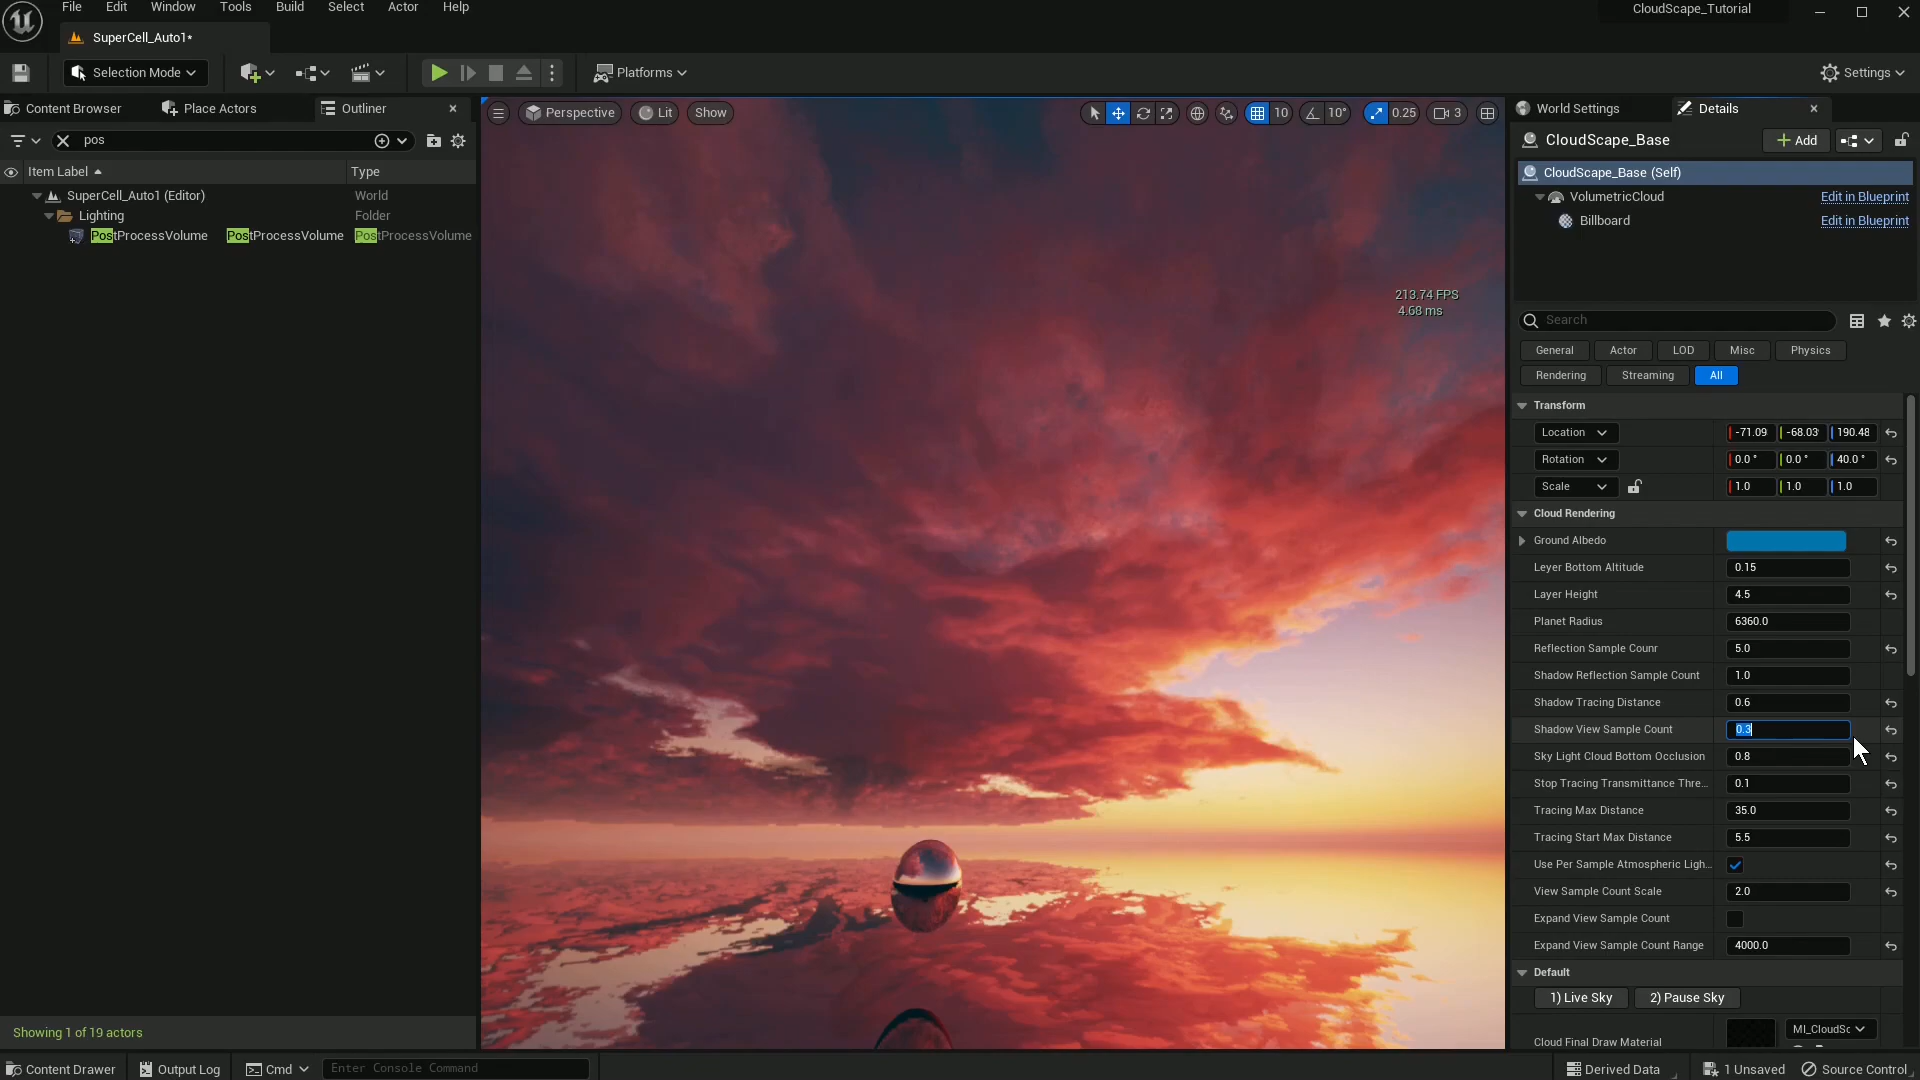 File Edit Window Tools Build Select Actor Help
CloudScape_Tutorial
SuperCell_Auto1*
Selection Mode
Platforms
Settings
Content Browser
Place Actors
Outliner
pos
Item Label
Type
SuperCell_Auto1 (Editor) World
Lighting Folder
PostProcessVolume PostProcessVolume PostProcessVolume
Showing 1 of 19 actors
Perspective
Lit
Show
10
10°
0.25
3
213.74 FPS
4.68 ms
World Settings
Details
CloudScape_Base
Add
CloudScape_Base (Self)
VolumetricCloud Edit in Blueprint
Billboard Edit in Blueprint
Search
General Actor LOD Misc Physics
Rendering Streaming All
Transform
Location -71.09 -68.03 190.48
Rotation 0.0 ° 0.0 ° 40.0 °
Scale 1.0 1.0 1.0
Cloud Rendering
Ground Albedo
Leyer Bottom Altitude 0.15
Layer Height 4.5
Planet Radius 6360.0
Reflection Sample Counr 5.0
Shadow Reflection Sample Count 1.0
Shadow Tracing Distance 0.6
Shadow View Sample Count 0.3
Sky Light Cloud Bottom Occlusion 0.8
Stop Tracing Transmittance Thre... 0.1
Tracing Max Distance 35.0
Tracing Start Max Distance 5.5
Use Per Sample Atmospheric Ligh...
View Sample Count Scale 2.0
Expand View Sample Count
Expand View Sample Count Range 4000.0
Default
1) Live Sky 2) Pause Sky
Cloud Final Draw Material MI_CloudSc
Content Drawer
Output Log
Cmd
Enter Console Command
Derived Data
1 Unsaved
Source Control